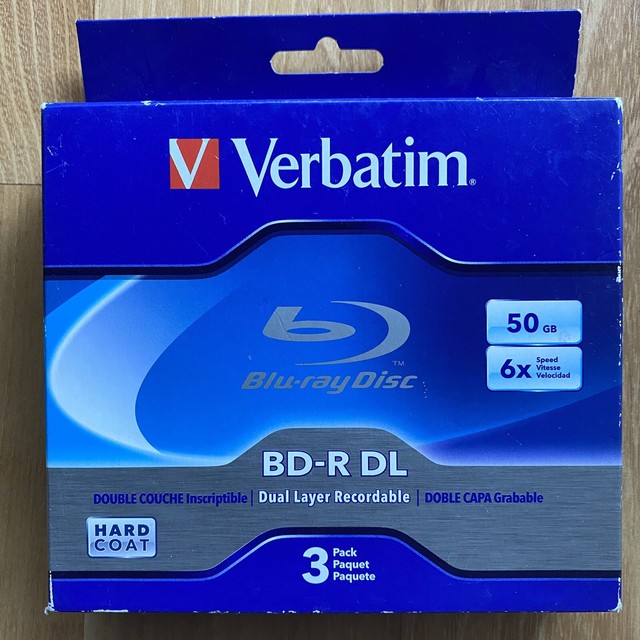 Verbatim®
50 GB
6x Speed
Vitesse
Velocidad
Blu-ray Disc™
BD-R DL
DOUBLE COUCHE Inscriptible | Dual Layer Recordable | DOBLE CAPA Grabable
HARD
COAT
3 Pack
Paquet
Paquete